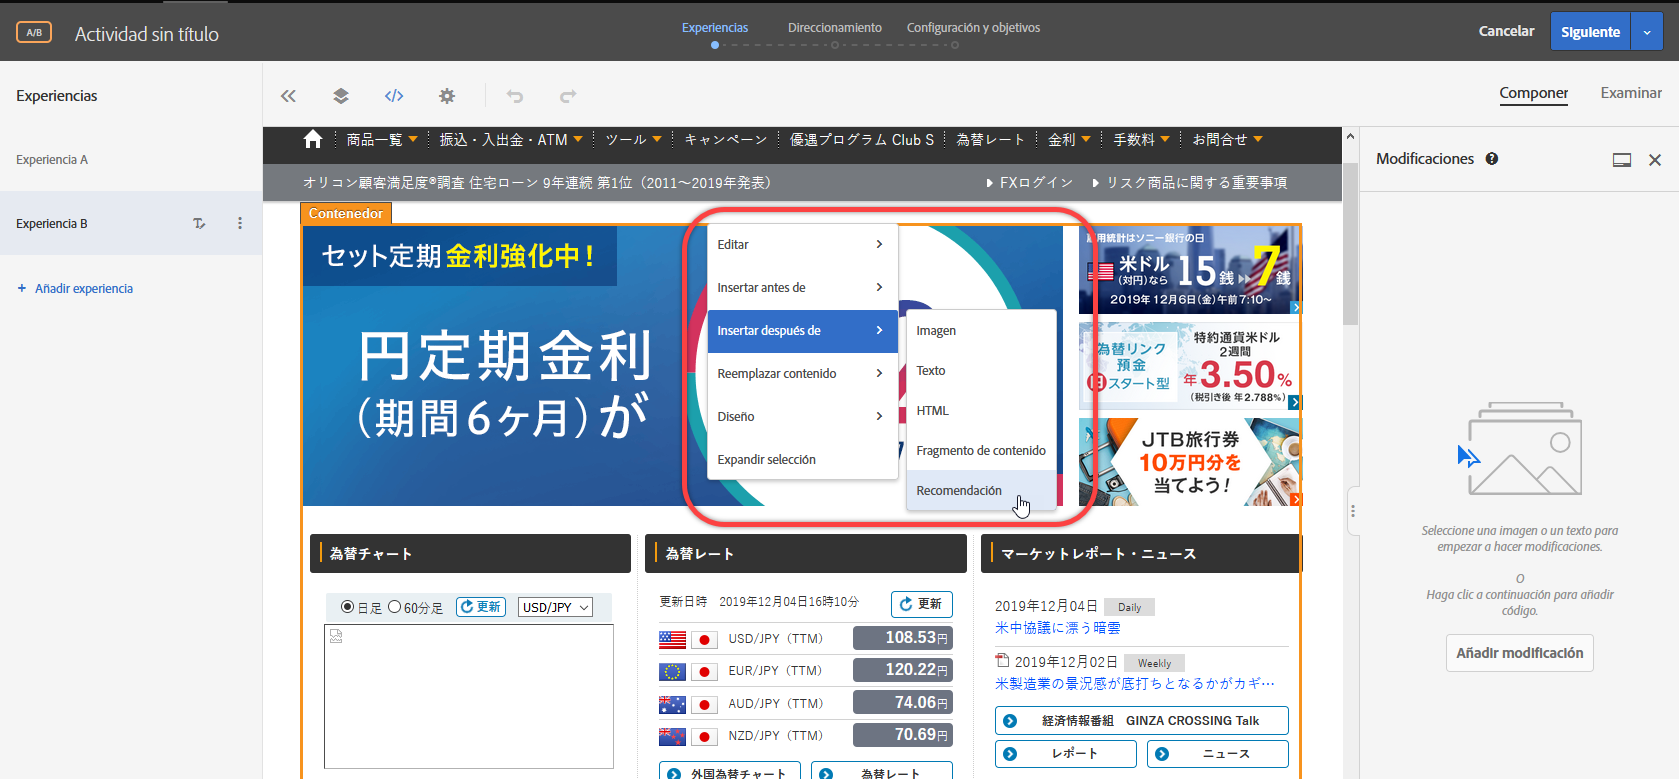 A/B
Actividad sin título
Experiencias
Direccionamiento
Configuración y objetivos
Cancelar
Siguiente
Experiencias
Componer
Examinar
Experiencia A
Experiencia B
+ Añadir experiencia
商品一覧
振込・入出金・ATM
ツール
キャンペーン
優遇プログラム Club S
為替レート
金利
手数料
お問合せ
オリコン顧客満足度®調査 住宅ローン 9年連続 第1位（2011～2019年発表）
FXログイン
リスク商品に関する重要事項
Contenedor
セット定期 金利強化中！
円定期金利
（期間6ヶ月）が
Editar
Insertar antes de
Insertar después de
Reemplazar contenido
Diseño
Expandir selección
Imagen
Texto
HTML
Fragmento de contenido
Recomendación
雇用統計はソニー銀行の日
米ドル
(対円)なら
15銭
7銭
2019年12月6日(金)午前7:10～
為替リンク
預金
円スタート型
特約通貨米ドル
2週間
年3.50%
(税引き後 年2.788%)
JTB旅行券
10万円分を
当てよう！
為替チャート
日足
60分足
更新
USD/JPY
為替レート
更新日時 2019年12月04日16時10分
更新
USD/JPY（TTM） 108.53円
EUR/JPY（TTM） 120.22円
AUD/JPY（TTM） 74.06円
NZD/JPY（TTM） 70.69円
外国為替チャート
為替レート
マーケットレポート・ニュース
2019年12月04日 Daily
米中協議に漂う暗雲
2019年12月02日 Weekly
米製造業の景況感が底打ちとなるかがカギ…
経済情報番組 GINZA CROSSING Talk
レポート
ニュース
Modificaciones
Seleccione una imagen o un texto para
empezar a hacer modificaciones.
O
Haga clic a continuación para añadir
código.
Añadir modificación